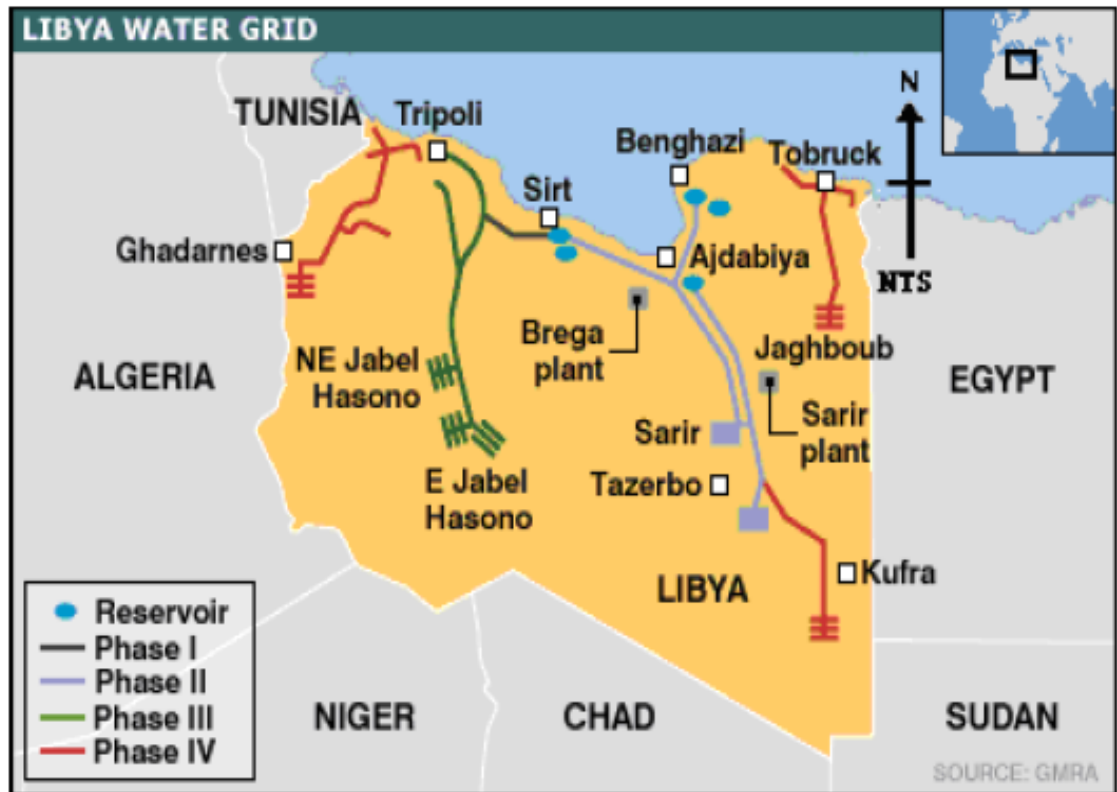 LIBYA WATER GRID
TUNISIA
Tripoli
Benghazi
Tobruck
N
Sirt
Ghadarnes
Ajdabiya
NTS
Brega
plant
Jaghboub
ALGERIA
NE Jabel
Hasono
EGYPT
Sarir
Sarir
plant
E Jabel
Hasono
Tazerbo
Kufra
LIBYA
Reservoir
Phase I
Phase II
Phase III
Phase IV
NIGER
CHAD
SUDAN
SOURCE: GMRA